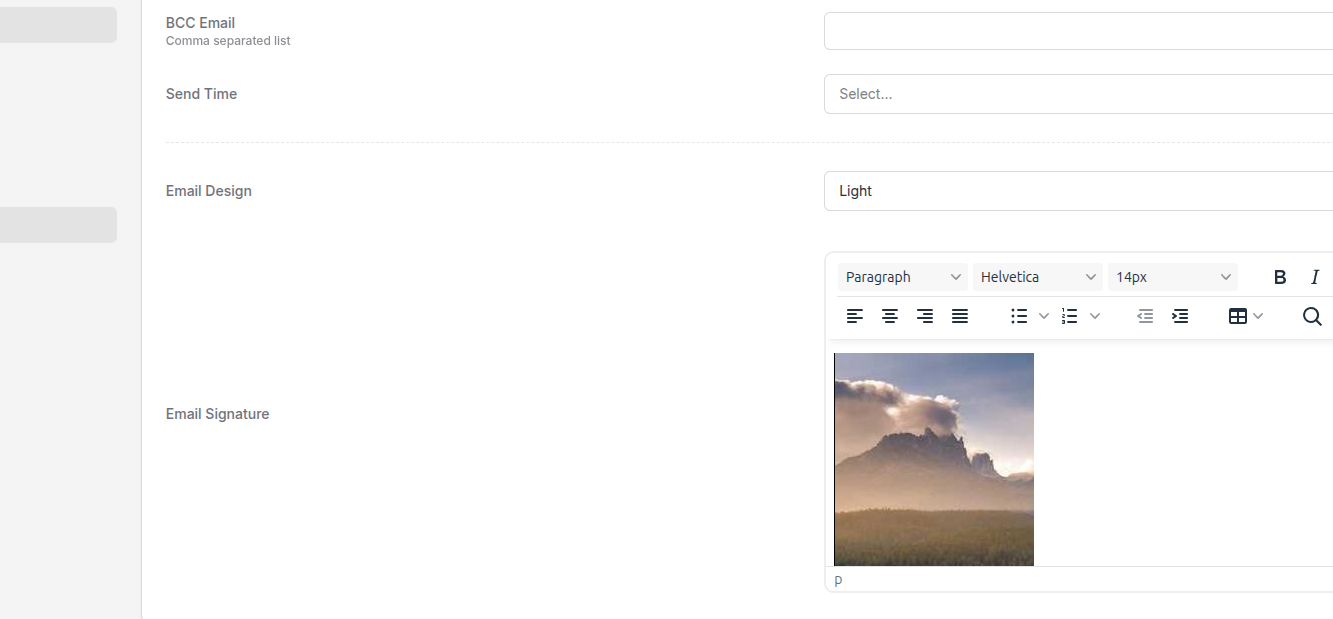 BCC Email
Comma separated list
Send Time
Select...
Email Design
Light
Paragraph
Helvetica
14px
B
I
Email Signature
p